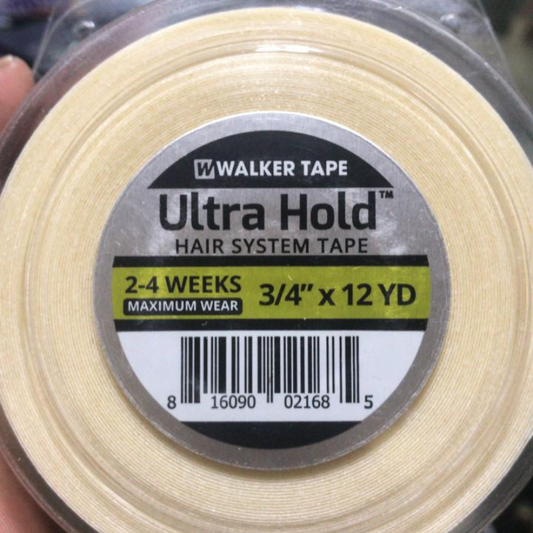 W WALKER TAPE
Ultra Hold™
HAIR SYSTEM TAPE
2-4 WEEKS
MAXIMUM WEAR
3/4" x 12 YD
8 16090 02168 5